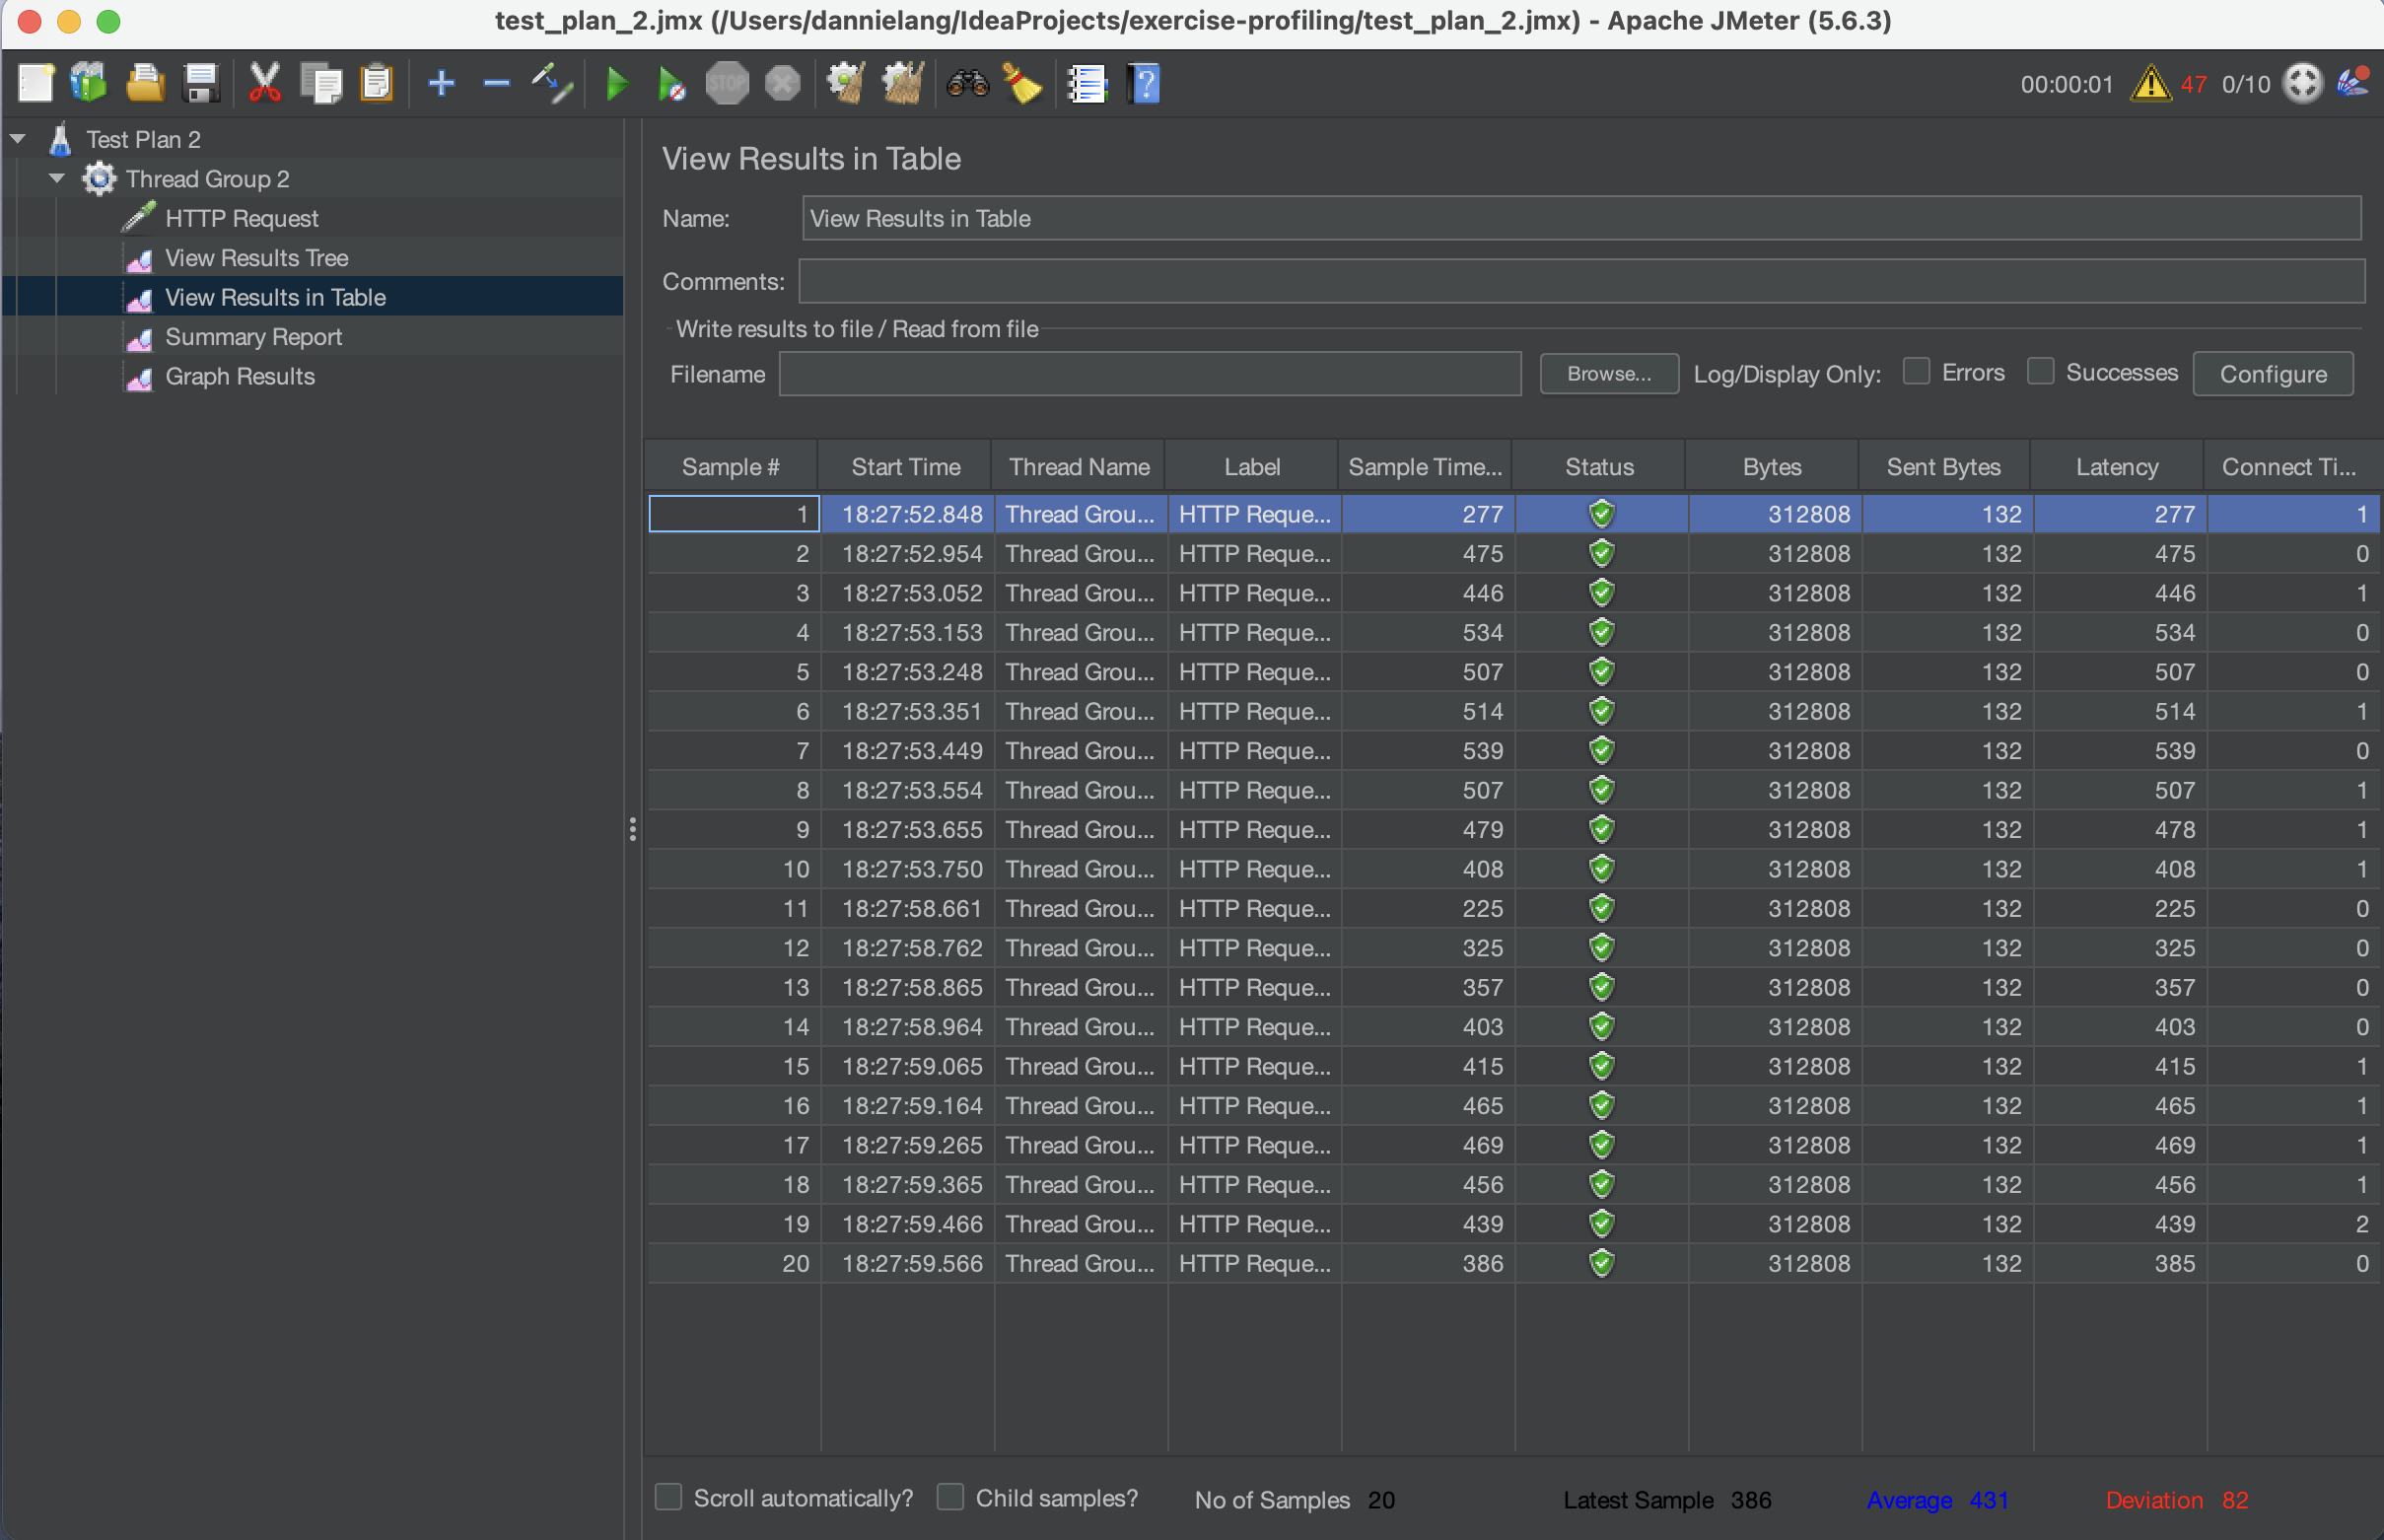 test_plan_2.jmx (/Users/dannielang/IdeaProjects/exercise-profiling/test_plan_2.jmx) - Apache JMeter (5.6.3)
STOP
00:00:01 47 0/10
Test Plan 2
Thread Group 2
HTTP Request
View Results Tree
View Results in Table
Summary Report
Graph Results
View Results in Table
Name: View Results in Table
Comments:
Write results to file / Read from file
Filename Browse... Log/Display Only: Errors Successes Configure
Sample # Start Time Thread Name Label Sample Time... Status Bytes Sent Bytes Latency Connect Ti...
1 18:27:52.848 Thread Grou... HTTP Reque... 277 312808 132 277 1
2 18:27:52.954 Thread Grou... HTTP Reque... 475 312808 132 475 0
3 18:27:53.052 Thread Grou... HTTP Reque... 446 312808 132 446 1
4 18:27:53.153 Thread Grou... HTTP Reque... 534 312808 132 534 0
5 18:27:53.248 Thread Grou... HTTP Reque... 507 312808 132 507 0
6 18:27:53.351 Thread Grou... HTTP Reque... 514 312808 132 514 1
7 18:27:53.449 Thread Grou... HTTP Reque... 539 312808 132 539 0
8 18:27:53.554 Thread Grou... HTTP Reque... 507 312808 132 507 1
9 18:27:53.655 Thread Grou... HTTP Reque... 479 312808 132 478 1
10 18:27:53.750 Thread Grou... HTTP Reque... 408 312808 132 408 1
11 18:27:58.661 Thread Grou... HTTP Reque... 225 312808 132 225 0
12 18:27:58.762 Thread Grou... HTTP Reque... 325 312808 132 325 0
13 18:27:58.865 Thread Grou... HTTP Reque... 357 312808 132 357 0
14 18:27:58.964 Thread Grou... HTTP Reque... 403 312808 132 403 0
15 18:27:59.065 Thread Grou... HTTP Reque... 415 312808 132 415 1
16 18:27:59.164 Thread Grou... HTTP Reque... 465 312808 132 465 1
17 18:27:59.265 Thread Grou... HTTP Reque... 469 312808 132 469 1
18 18:27:59.365 Thread Grou... HTTP Reque... 456 312808 132 456 1
19 18:27:59.466 Thread Grou... HTTP Reque... 439 312808 132 439 2
20 18:27:59.566 Thread Grou... HTTP Reque... 386 312808 132 385 0
Scroll automatically? Child samples? No of Samples 20 Latest Sample 386 Average 431 Deviation 82